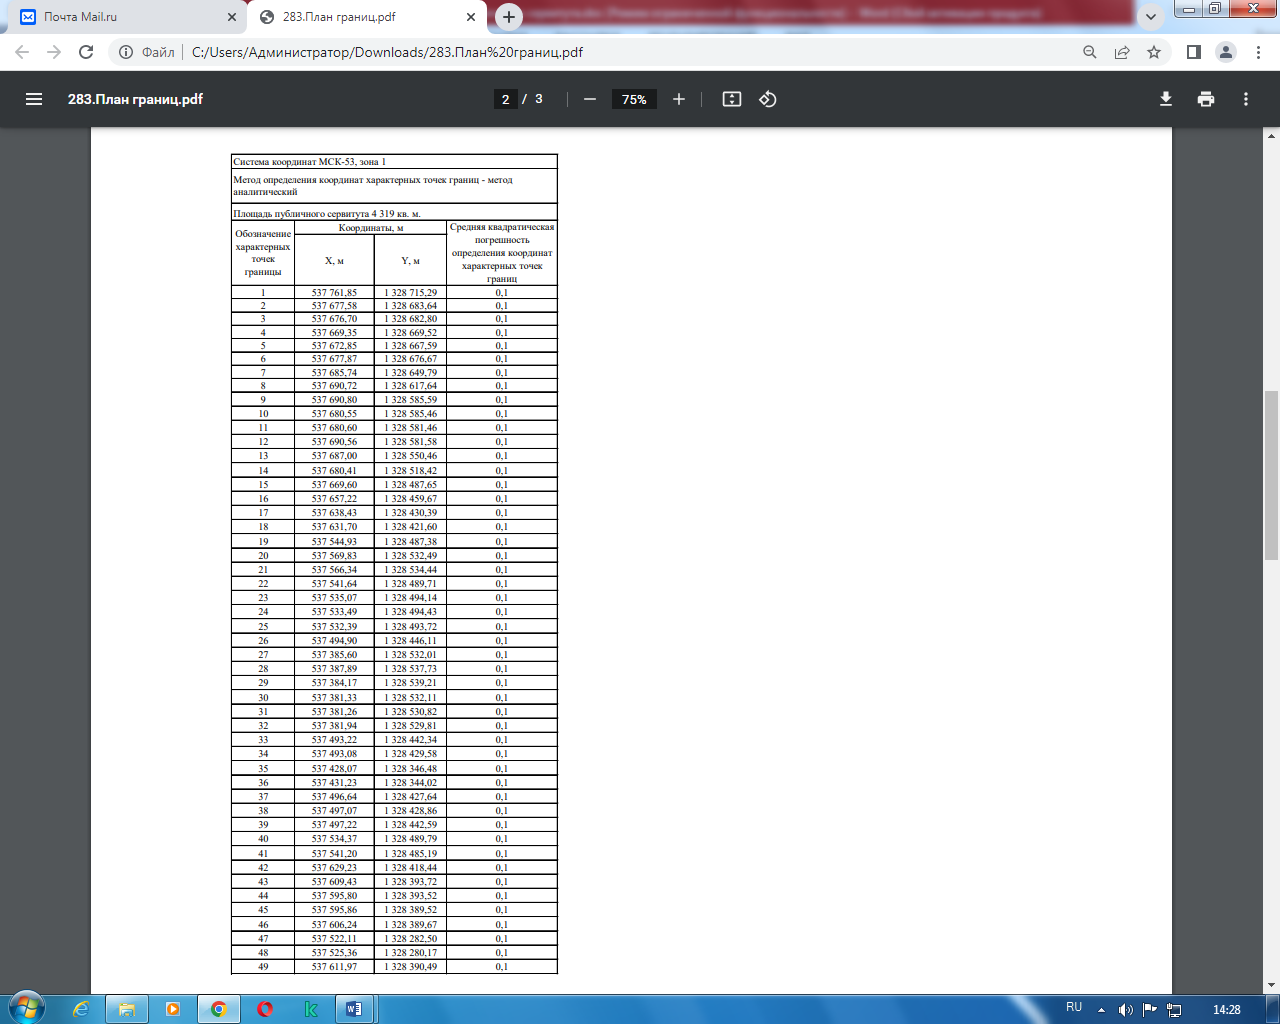 Почта Mail.ru
283.План границ.pdf
Файл
C:/Users/Администратор/Downloads/283.План%20границ.pdf
283.План границ.pdf
2 / 3
75%
Система координат МСК-53, зона 1
Метод определения координат характерных точек границ - метод
аналитический
Площадь публичного сервитута 4 319 кв. м.
Обозначение характерных точек границы
Координаты, м
X, м
Y, м
Средняя квадратическая погрешность определения координат характерных точек границ
1 537 761,85 1 328 715,29 0,1
2 537 677,58 1 328 683,64 0,1
3 537 676,70 1 328 682,80 0,1
4 537 669,35 1 328 669,52 0,1
5 537 672,85 1 328 667,59 0,1
6 537 677,87 1 328 676,67 0,1
7 537 685,74 1 328 649,79 0,1
8 537 690,72 1 328 617,64 0,1
9 537 690,80 1 328 585,59 0,1
10 537 680,55 1 328 585,46 0,1
11 537 680,60 1 328 581,46 0,1
12 537 690,56 1 328 581,58 0,1
13 537 687,00 1 328 550,46 0,1
14 537 680,41 1 328 518,42 0,1
15 537 669,60 1 328 487,65 0,1
16 537 657,22 1 328 459,67 0,1
17 537 638,43 1 328 430,39 0,1
18 537 631,70 1 328 421,60 0,1
19 537 544,93 1 328 487,38 0,1
20 537 569,83 1 328 532,49 0,1
21 537 566,34 1 328 534,44 0,1
22 537 541,64 1 328 489,71 0,1
23 537 535,07 1 328 494,14 0,1
24 537 533,49 1 328 494,43 0,1
25 537 532,39 1 328 493,72 0,1
26 537 494,90 1 328 446,11 0,1
27 537 385,60 1 328 532,01 0,1
28 537 387,89 1 328 537,73 0,1
29 537 384,17 1 328 539,21 0,1
30 537 381,33 1 328 532,11 0,1
31 537 381,26 1 328 530,82 0,1
32 537 381,94 1 328 529,81 0,1
33 537 493,22 1 328 442,34 0,1
34 537 493,08 1 328 429,58 0,1
35 537 428,07 1 328 346,48 0,1
36 537 431,23 1 328 344,02 0,1
37 537 496,64 1 328 427,64 0,1
38 537 497,07 1 328 428,86 0,1
39 537 497,22 1 328 442,59 0,1
40 537 534,37 1 328 489,79 0,1
41 537 541,20 1 328 485,19 0,1
42 537 629,23 1 328 418,44 0,1
43 537 609,43 1 328 393,72 0,1
44 537 595,80 1 328 393,52 0,1
45 537 595,86 1 328 389,52 0,1
46 537 606,24 1 328 389,67 0,1
47 537 522,11 1 328 282,50 0,1
48 537 525,36 1 328 280,17 0,1
49 537 611,97 1 328 390,49 0,1
RU
14:28